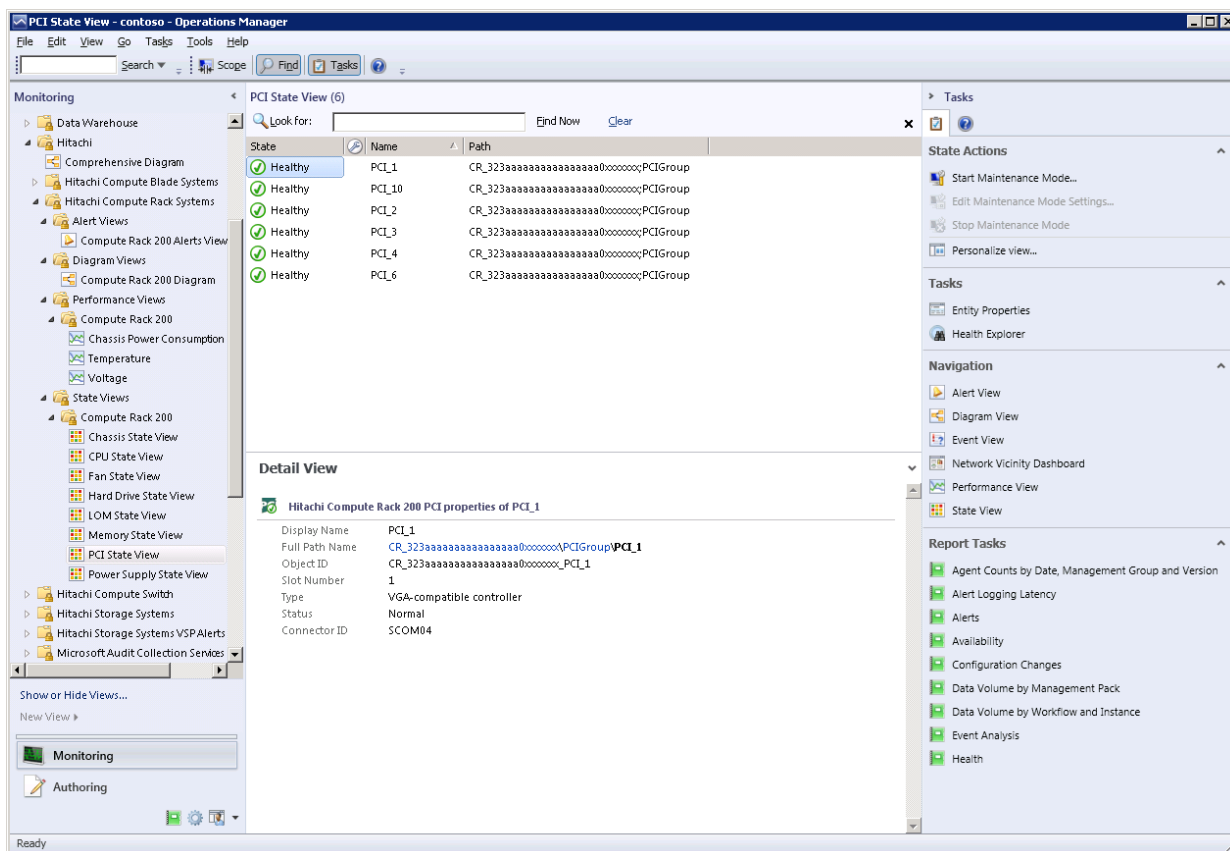 PCI State View - contoso - Operations Manager
File Edit View Go Tasks Tools Help
Search Scope Find Tasks
Monitoring
Data Warehouse
Hitachi
Comprehensive Diagram
Hitachi Compute Blade Systems
Hitachi Compute Rack Systems
Alert Views
Compute Rack 200 Alerts View
Diagram Views
Compute Rack 200 Diagram
Performance Views
Compute Rack 200
Chassis Power Consumption
Temperature
Voltage
State Views
Compute Rack 200
Chassis State View
CPU State View
Fan State View
Hard Drive State View
LOM State View
Memory State View
PCI State View
Power Supply State View
Hitachi Compute Switch
Hitachi Storage Systems
Hitachi Storage Systems VSP Alerts
Microsoft Audit Collection Services
Show or Hide Views...
New View
Monitoring
Authoring
Ready
PCI State View (6)
Look for: Find Now Clear
State Name Path
Healthy PCI_1 CR_323aaaaaaaaaaaaaaaa0xxxxxx;PCIGroup
Healthy PCI_10 CR_323aaaaaaaaaaaaaaaa0xxxxxx;PCIGroup
Healthy PCI_2 CR_323aaaaaaaaaaaaaaaa0xxxxxx;PCIGroup
Healthy PCI_3 CR_323aaaaaaaaaaaaaaaa0xxxxxx;PCIGroup
Healthy PCI_4 CR_323aaaaaaaaaaaaaaaa0xxxxxx;PCIGroup
Healthy PCI_6 CR_323aaaaaaaaaaaaaaaa0xxxxxx;PCIGroup
Detail View
Hitachi Compute Rack 200 PCI properties of PCI_1
Display Name PCI_1
Full Path Name CR_323aaaaaaaaaaaaaaaa0xxxxxx\PCIGroup\PCI_1
Object ID CR_323aaaaaaaaaaaaaaaa0xxxxxx_PCI_1
Slot Number 1
Type VGA-compatible controller
Status Normal
Connector ID SCOM04
Tasks
State Actions
Start Maintenance Mode...
Edit Maintenance Mode Settings...
Stop Maintenance Mode
Personalize view...
Tasks
Entity Properties
Health Explorer
Navigation
Alert View
Diagram View
Event View
Network Vicinity Dashboard
Performance View
State View
Report Tasks
Agent Counts by Date, Management Group and Version
Alert Logging Latency
Alerts
Availability
Configuration Changes
Data Volume by Management Pack
Data Volume by Workflow and Instance
Event Analysis
Health